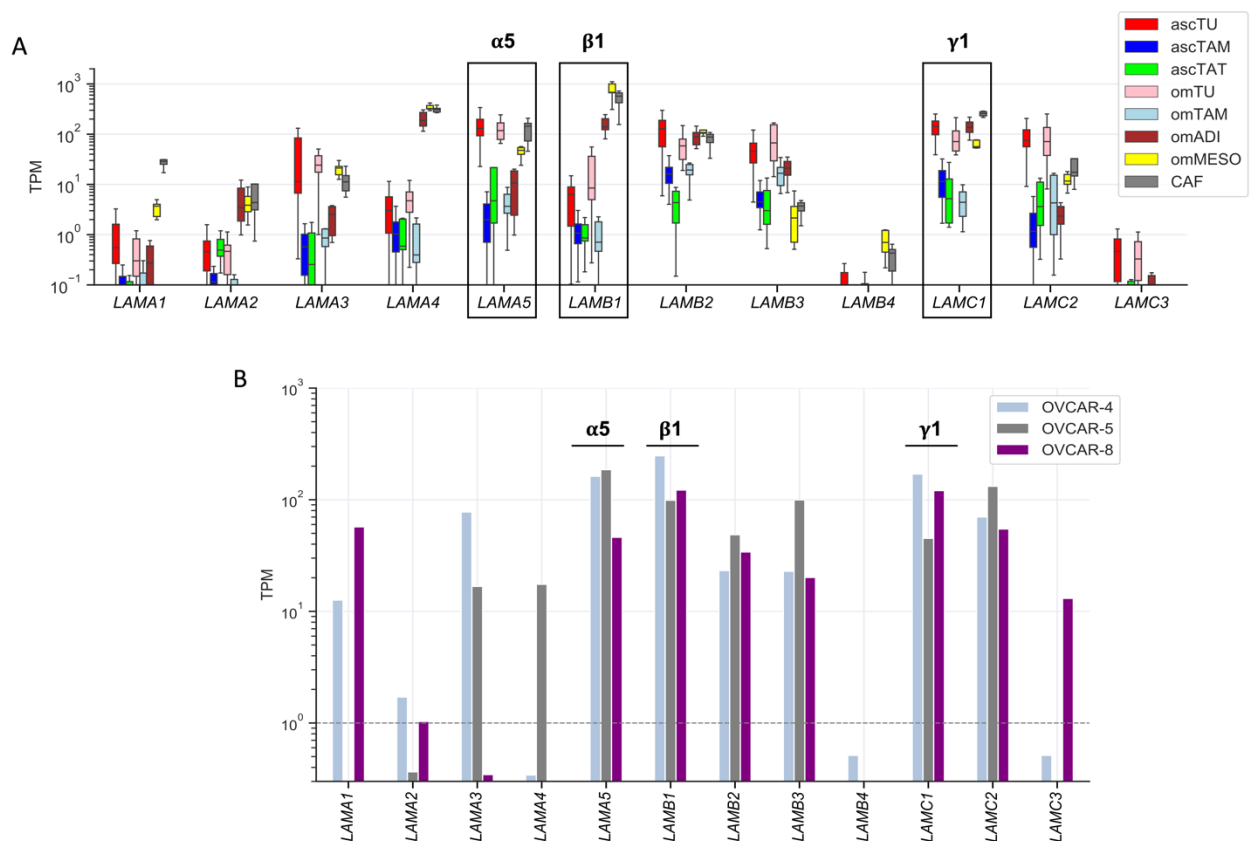 A
α5
β1
γ1
ascTU
ascTAM
ascTAT
omTU
omTAM
omADI
omMESO
CAF
TPM
10³
10²
10¹
10⁰
10⁻¹
LAMA1
LAMA2
LAMA3
LAMA4
LAMA5
LAMB1
LAMB2
LAMB3
LAMB4
LAMC1
LAMC2
LAMC3
B
α5
β1
γ1
OVCAR-4
OVCAR-5
OVCAR-8
TPM
10³
10²
10¹
10⁰
LAMA1
LAMA2
LAMA3
LAMA4
LAMA5
LAMB1
LAMB2
LAMB3
LAMB4
LAMC1
LAMC2
LAMC3